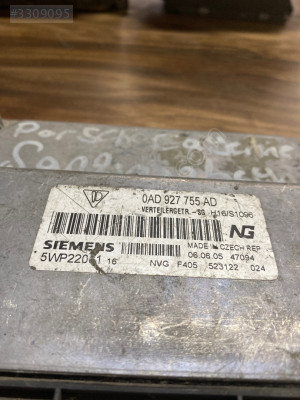 #3309095
Porsche Cayenne
0AD 927 755 AD
VERTEILERGETR.-SG H16/S1096
NG
SIEMENS
MADE IN CZECH REP
06.06.05 47094
16
NVG F405 523122 024